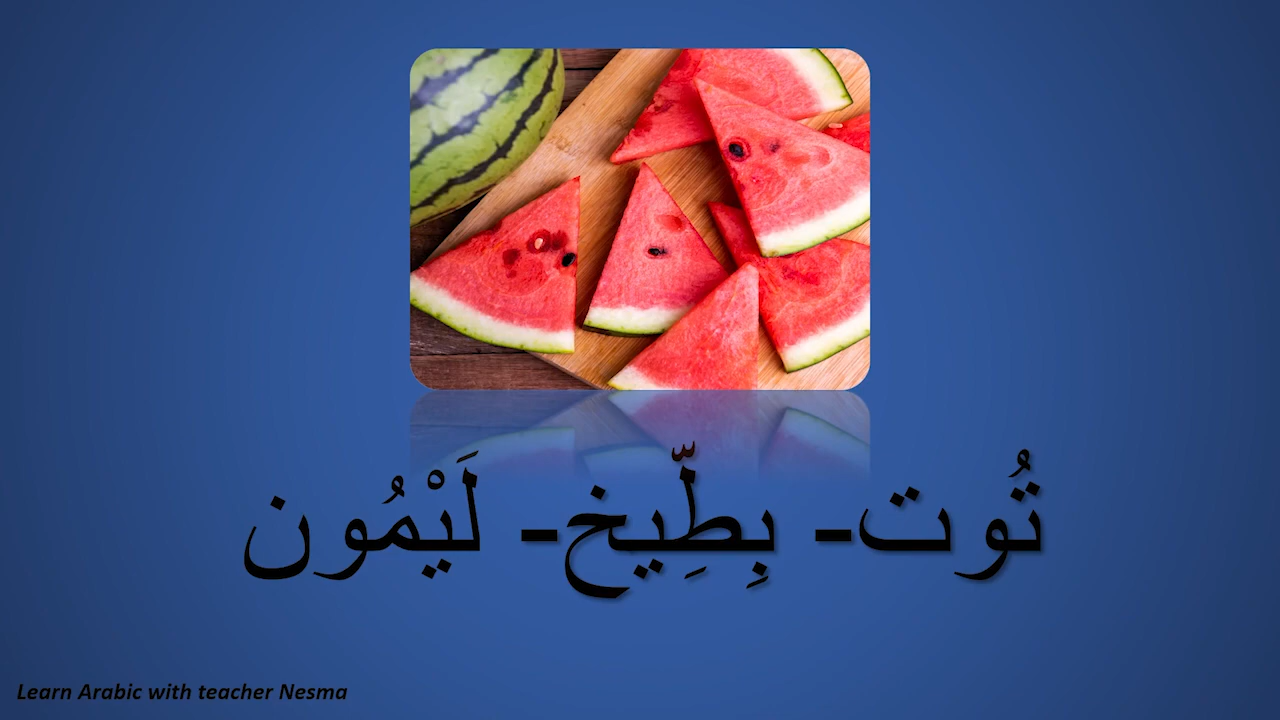 تُوت- بِطِّيخ- لَيْمُون
Learn Arabic with teacher Nesma